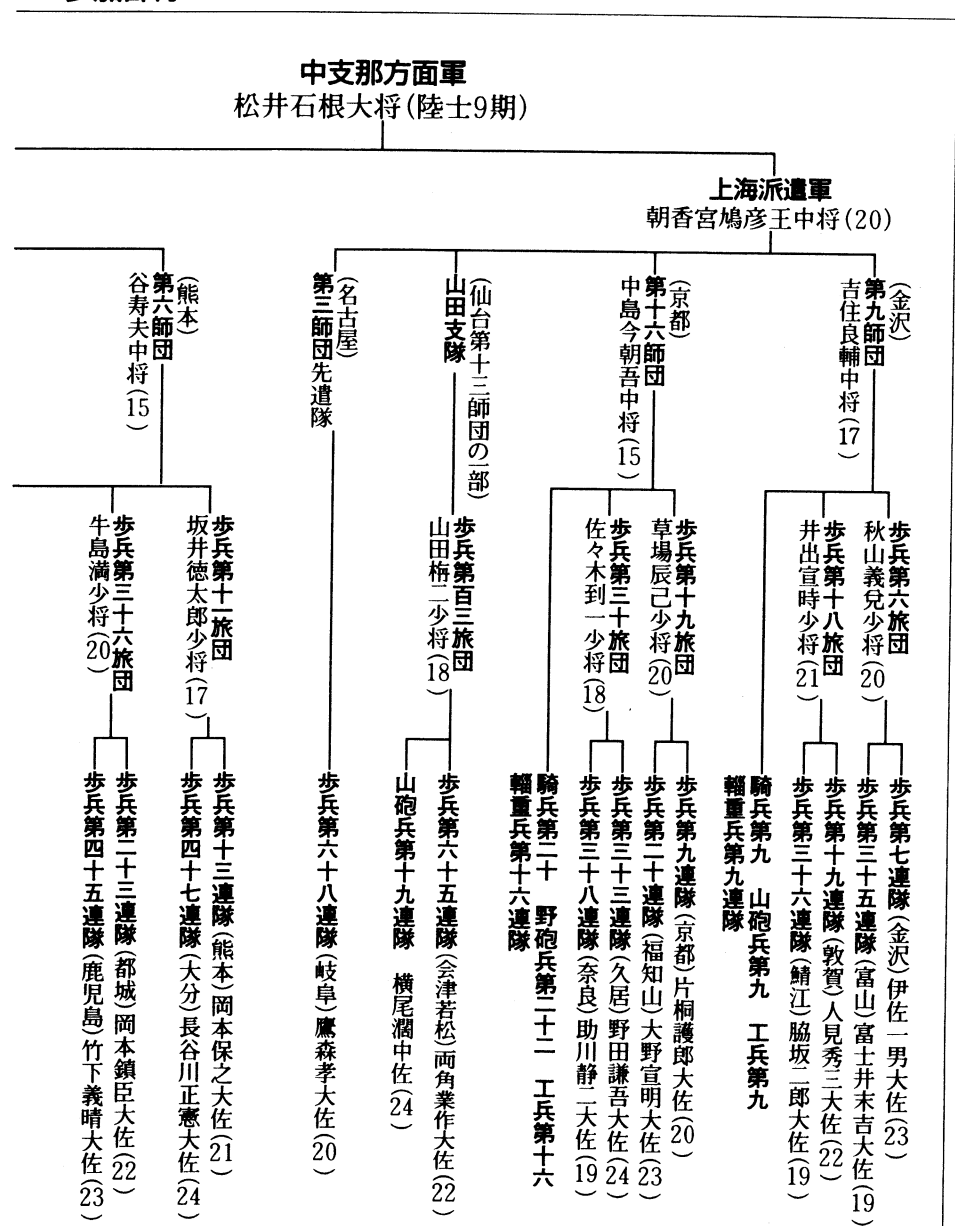 中支那方面軍
松井石根大将(陸士9期)
上海派遣軍
朝香宮鳩彦王中将(20)
(金沢)
第九師団
吉住良輔中将(17)
歩兵第六旅団
秋山義兌少将(20)
歩兵第七連隊(金沢)伊佐一男大佐(23)
歩兵第三十五連隊(富山)富士井末吉大佐(19)
歩兵第十八旅団
井出宣時少将(21)
歩兵第十九連隊(敦賀)人見秀三大佐(22)
歩兵第三十六連隊(鯖江)脇坂二郎大佐(19)
騎兵第九 山砲兵第九 工兵第九
輜重兵第九連隊
(京都)
第十六師団
中島今朝吾中将(15)
歩兵第十九旅団
草場辰己少将(20)
歩兵第九連隊(京都)片桐護郎大佐(20)
歩兵第二十連隊(福知山)大野宣明大佐(23)
歩兵第三十旅団
佐々木到一少将(18)
歩兵第三十三連隊(久居)野田謙吾大佐(24)
歩兵第三十八連隊(奈良)助川静二大佐(19)
騎兵第二十 野砲兵第二十二 工兵第十六
輜重兵第十六連隊
(仙台第十三師団の一部)
山田支隊
歩兵第百三旅団
山田栴二少将(18)
歩兵第六十五連隊(会津若松)両角業作大佐(22)
山砲兵第十九連隊 横尾濶中佐(24)
(名古屋)
第三師団先遣隊
歩兵第六十八連隊(岐阜)鷹森孝大佐(20)
(熊本)
第六師団
谷寿夫中将(15)
歩兵第十一旅団
坂井徳太郎少将(17)
歩兵第十三連隊(熊本)岡本保之大佐(21)
歩兵第四十七連隊(大分)長谷川正憲大佐(24)
歩兵第三十六旅団
牛島満少将(20)
歩兵第二十三連隊(都城)岡本鎮臣大佐(22)
歩兵第四十五連隊(鹿児島)竹下義晴大佐(23)